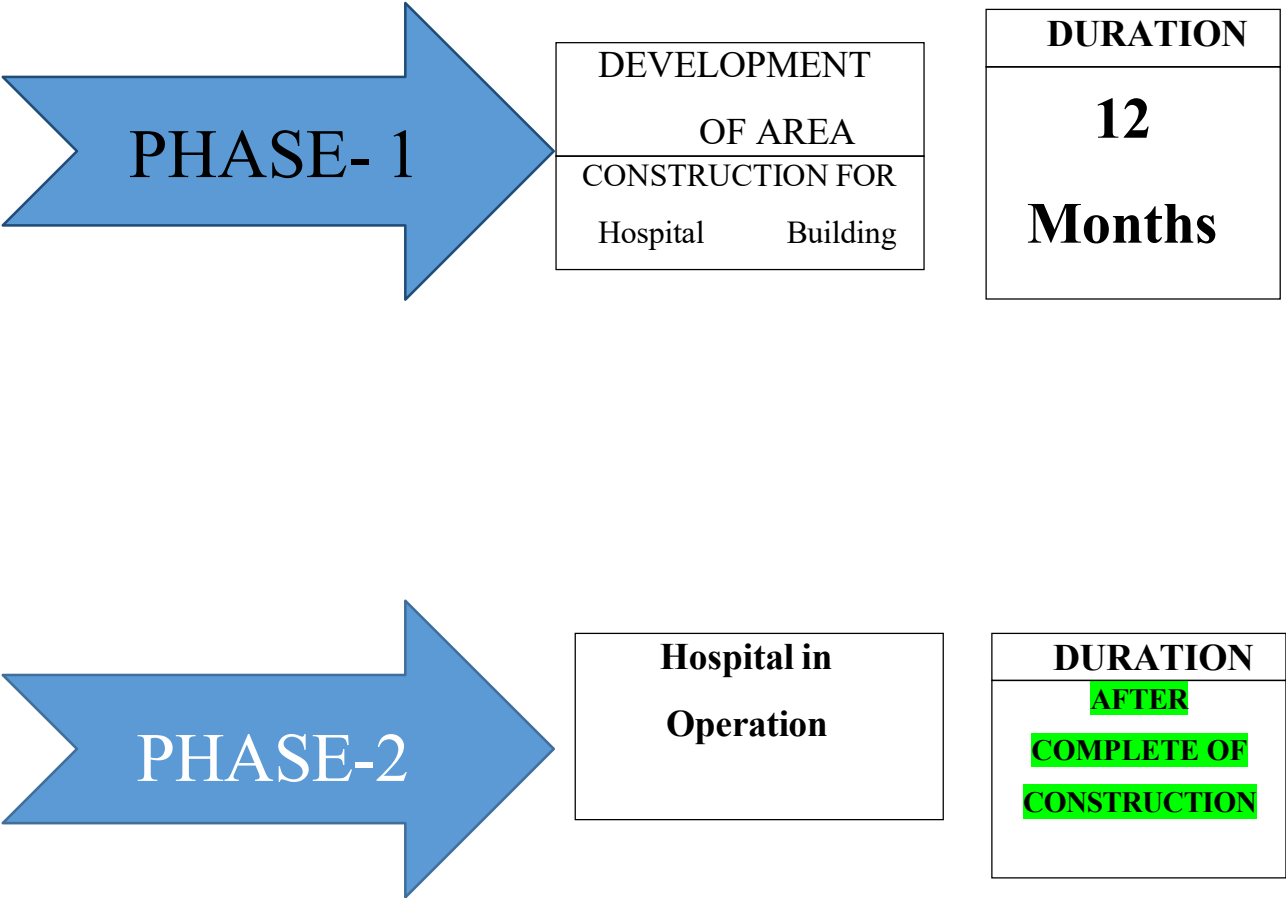 PHASE- 1
DEVELOPMENT
OF AREA
CONSTRUCTION FOR
Hospital Building
DURATION
12
Months
PHASE-2
Hospital in
Operation
DURATION
AFTER
COMPLETE OF
CONSTRUCTION